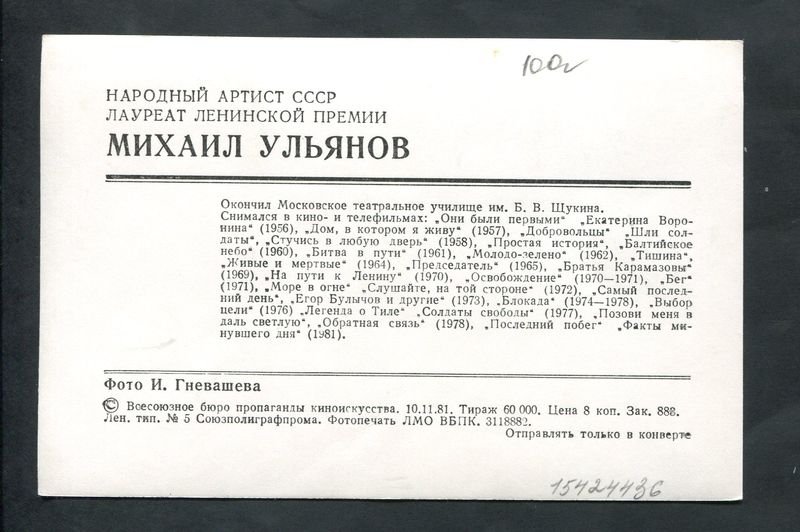 100
НАРОДНЫЙ АРТИСТ СССР
ЛАУРЕАТ ЛЕНИНСКОЙ ПРЕМИИ
МИХАИЛ УЛЬЯНОВ
Окончил Московское театральное училище им. Б. В. Щукина.
Снимался в кино- и телефильмах: „Они были первыми“ „Екатерина Воро-
нина“ (1956), „Дом, в котором я живу“ (1957), „Добровольцы“ „Шли сол-
даты“, „Стучись в любую дверь“ (1958), „Простая история“, „Балтийское
небо“ (1960), „Битва в пути“ (1961), „Молодо-зелено“ (1962), „Тишина“,
„Живые и мертвые“ (1964), „Председатель“ (1965), „Братья Карамазовы“
(1969), „На пути к Ленину“ (1970), „Освобождение“ (1970—1971), „Бег“
(1971), „Море в огне“ „Слушайте, на той стороне“ (1972), „Самый послед-
ний день“, „Егор Булычов и другие“ (1973), „Блокада“ (1974—1978), „Выбор
цели“ (1976) „Легенда о Тиле“ „Солдаты свободы“ (1977), „Позови меня в
даль светлую“, „Обратная связь“ (1978), „Последний побег“ „Факты ми-
нувшего дня“ (1981).
Фото И. Гневашева
© Всесоюзное бюро пропаганды киноискусства. 10.11.81. Тираж 60 000. Цена 8 коп. Зак. 888.
Лен. тип. № 5 Союзполиграфпрома. Фотопечать ЛМО ВБПК. 3118882.
Отправлять только в конверте
15424436